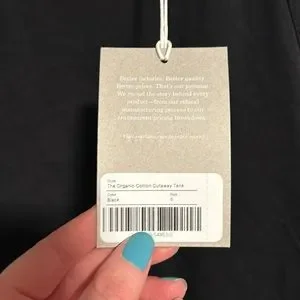 Better factories. Better quality.
Better prices. That's our promise.
We reveal the story behind every
product—from our ethical
manufacturing process to our
transparent pricing breakdown.
Style
The Organic Cotton Cutaway Tank
Color Size
Black